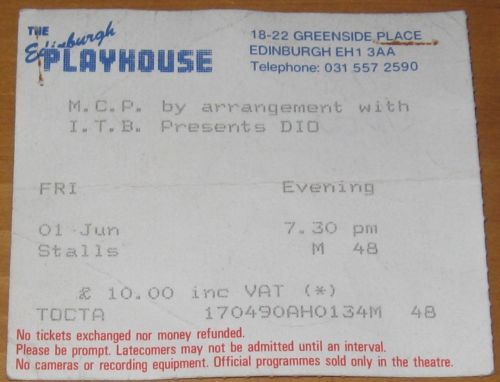 THE
Edinburgh
PLAYHOUSE
18-22 GREENSIDE PLACE
EDINBURGH EH1 3AA
Telephone: 031 557 2590
M.C.P. by arrangement with
I.T.B. Presents DIO
FRI Evening
01 Jun 7.30 pm
Stalls M 48
£ 10.00 inc VAT (*)
TOCTA 170490AH0134M 48
No tickets exchanged nor money refunded.
Please be prompt. Latecomers may not be admitted until an interval.
No cameras or recording equipment. Official programmes sold only in the theatre.